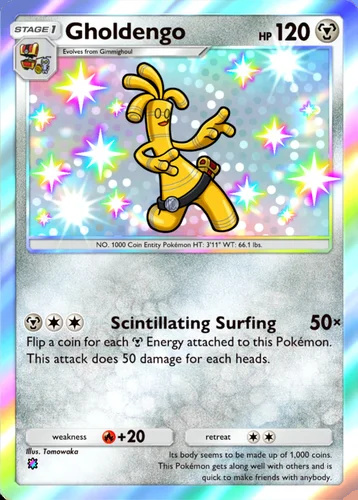 STAGE 1
Gholdengo
HP 120
Evolves from Gimmighoul
NO. 1000 Coin Entity Pokémon HT: 3'11" WT: 66.1 lbs.
Scintillating Surfing 50×
Flip a coin for each Energy attached to this Pokémon.
This attack does 50 damage for each heads.
weakness +20 retreat
Illus. Tomowaka
Its body seems to be made up of 1,000 coins.
This Pokémon gets along well with others and is
quick to make friends with anybody.